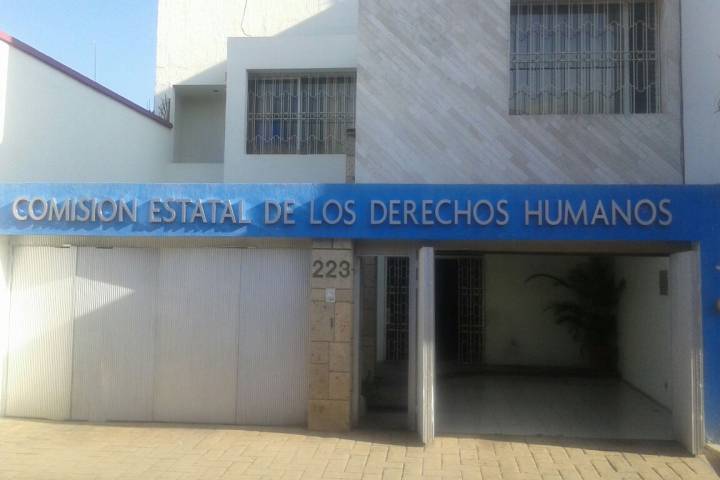 COMISION ESTATAL DE LOS DERECHOS HUMANOS
223